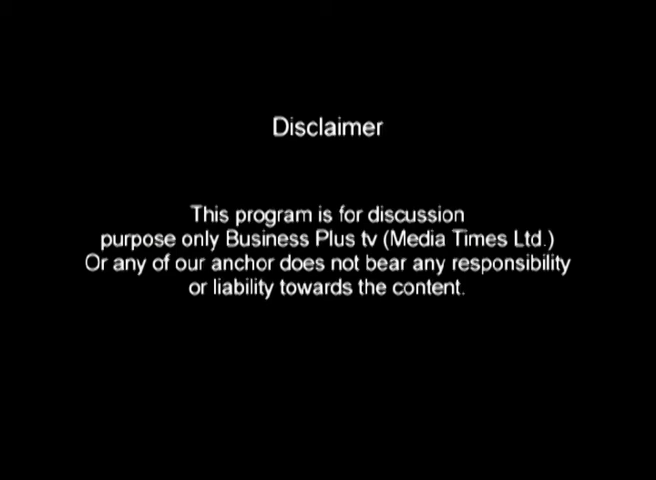 Disclaimer
This program is for discussion
purpose only Business Plus tv (Media Times Ltd.)
Or any of our anchor does not bear any responsibility
or liability towards the content.